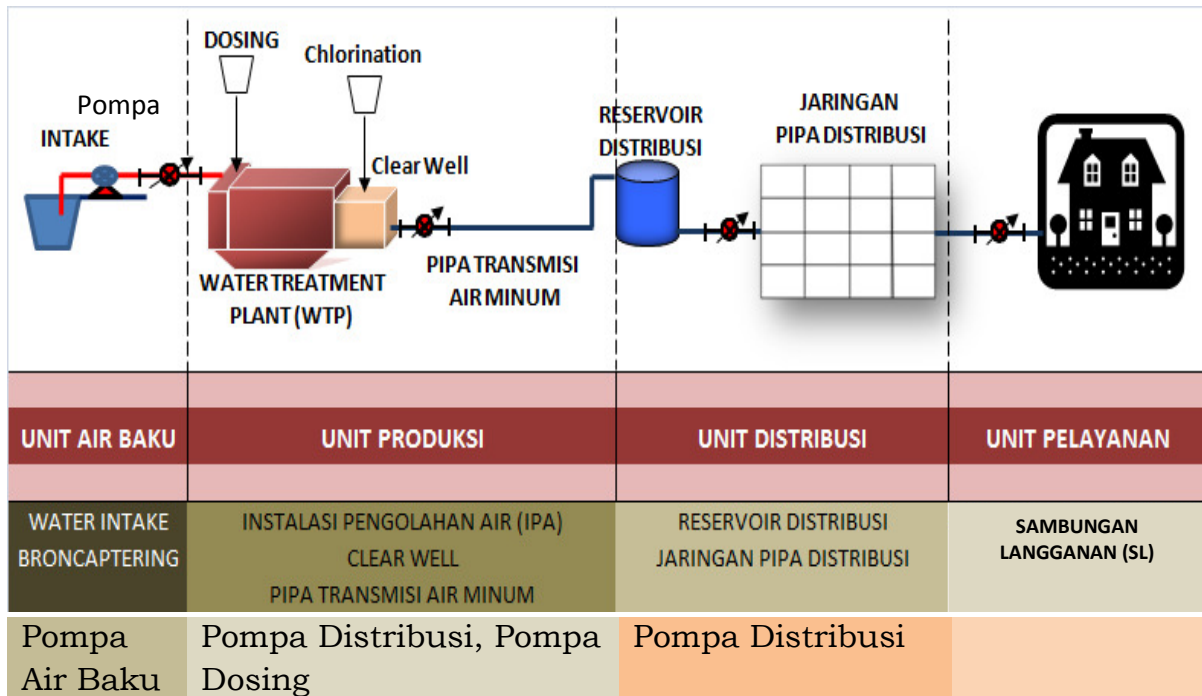 DOSING
Chlorination
Pompa
INTAKE
Clear Well
WATER TREATMENT
PLANT (WTP)
PIPA TRANSMISI
AIR MINUM
RESERVOIR
DISTRIBUSI
JARINGAN
PIPA DISTRIBUSI
UNIT AIR BAKU
UNIT PRODUKSI
UNIT DISTRIBUSI
UNIT PELAYANAN
WATER INTAKE
BRONCAPTERING
INSTALASI PENGOLAHAN AIR (IPA)
CLEAR WELL
PIPA TRANSMISI AIR MINUM
RESERVOIR DISTRIBUSI
JARINGAN PIPA DISTRIBUSI
SAMBUNGAN
LANGGANAN (SL)
Pompa
Air Baku
Pompa Distribusi, Pompa
Dosing
Pompa Distribusi